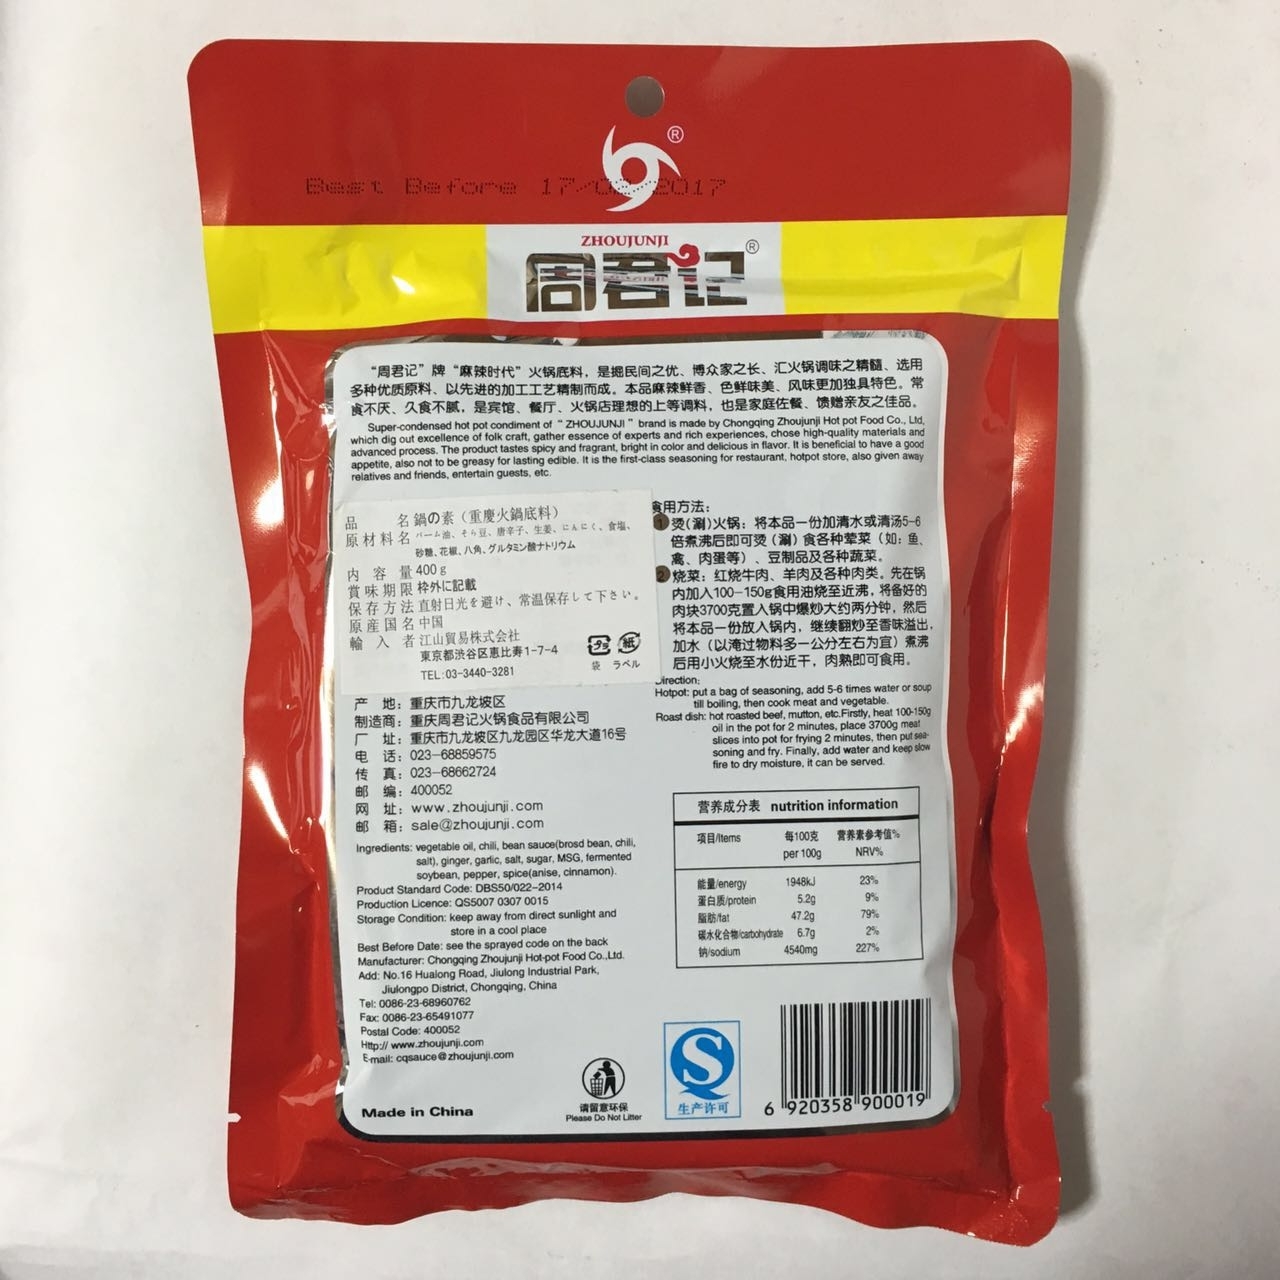 ®
Best Before 17/02/2017
ZHOUJUNJI
周君记®
“周君记”牌“麻辣时代”火锅底料，是掘民间之优、博众家之长、汇火锅调味之精髓、选用
多种优质原料、以先进的加工工艺精制而成。本品麻辣鲜香、色鲜味美、风味更加独具特色。常
食不厌、久食不腻，是宾馆、餐厅、火锅店理想的上等调料，也是家庭佐餐、馈赠亲友之佳品。
Super-condensed hot pot condiment of “ZHOUJUNJI” brand is made by Chongqing Zhoujunji Hot pot Food Co., Ltd,
which dig out excellence of folk craft, gather essence of experts and rich experiences, chose high-quality materials and
advanced process. The product tastes spicy and fragrant, bright in color and delicious in flavor. It is beneficial to have a good
appetite, also not to be greasy for lasting edible. It is the first-class seasoning for restaurant, hotpot store, also given away
relatives and friends, entertain guests, etc.
品 名 鍋の素（重慶火鍋底料）
原材料名 パーム油、そら豆、唐辛子、生姜、にんにく、食塩、
砂糖、花椒、八角、グルタミン酸ナトリウム
内容量 400g
賞味期限 枠外に記載
保存方法 直射日光を避け、常温保存して下さい。
原産国名 中国
輸入者 江山貿易株式会社
東京都渋谷区恵比寿1-7-4
TEL:03-3440-3281
プラ 紙
袋 ラベル
产 地：重庆市九龙坡区
制造商：重庆周君记火锅食品有限公司
厂 址：重庆市九龙坡区九龙园区华龙大道16号
电 话：023-68859575
传 真：023-68662724
邮 编：400052
网 址：www.zhoujunji.com
邮 箱：sale@zhoujunji.com
Ingredients: vegetable oil, chili, bean sauce(brosd bean, chili,
salt), ginger, garlic, salt, sugar, MSG, fermented
soybean, pepper, spice(anise, cinnamon).
Product Standard Code: DBS50/022-2014
Production Licence: QS5007 0307 0015
Storage Condition: keep away from direct sunlight and
store in a cool place
Best Before Date: see the sprayed code on the back
Manufacturer: Chongqing Zhoujunji Hot-pot Food Co.,Ltd.
Add: No.16 Hualong Road, Jiulong Industrial Park,
Jiulongpo District, Chongqing, China
Tel: 0086-23-68960762
Fax: 0086-23-65491077
Postal Code: 400052
Http:// www.zhoujunji.com
E-mail: cqsauce@zhoujunji.com
Made in China
食用方法：
1 烫(涮)火锅：将本品一份加清水或清汤5-6
倍煮沸后即可烫（涮）食各种荤菜（如：鱼、
禽、肉蛋等）、豆制品及各种蔬菜。
2 烧菜：红烧牛肉、羊肉及各种肉类。先在锅
内加入100-150g食用油烧至近沸，将备好的
肉块3700克置入锅中爆炒大约两分钟，然后
将本品一份放入锅内，继续翻炒至香味溢出，
加水（以淹过物料多一公分左右为宜）煮沸
后用小火烧至水份近干，肉熟即可食用。
Direction:
Hotpot: put a bag of seasoning, add 5-6 times water or soup
till boiling, then cook meat and vegetable.
Roast dish: hot roasted beef, mutton, etc.Firstly, heat 100-150g
oil in the pot for 2 minutes, place 3700g meat
slices into pot for frying 2 minutes, then put sea-
soning and fry. Finally, add water and keep slow
fire to dry moisture, it can be served.
营养成分表 nutrition information
项目/Items 每100克 营养素参考值%
per 100g NRV%
能量/energy 1948kJ 23%
蛋白质/protein 5.2g 9%
脂肪/fat 47.2g 79%
碳水化合物/carbohydrate 6.7g 2%
钠/sodium 4540mg 227%
请留意环保
Please Do Not Litter
生产许可
6 920358 900019